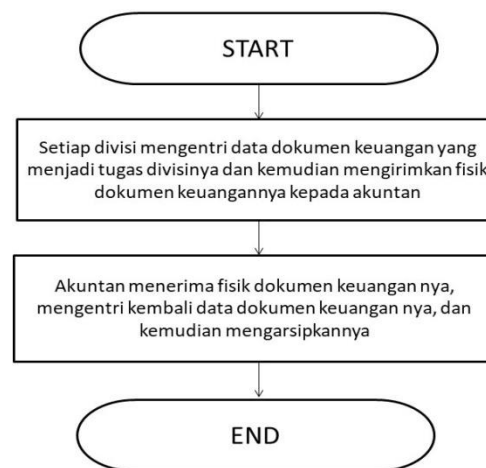 START
Setiap divisi mengentri data dokumen keuangan yang
menjadi tugas divisinya dan kemudian mengirimkan fisik
dokumen keuangannya kepada akuntan
Akuntan menerima fisik dokumen keuangan nya,
mengentri kembali data dokumen keuangan nya, dan
kemudian mengarsipkannya
END